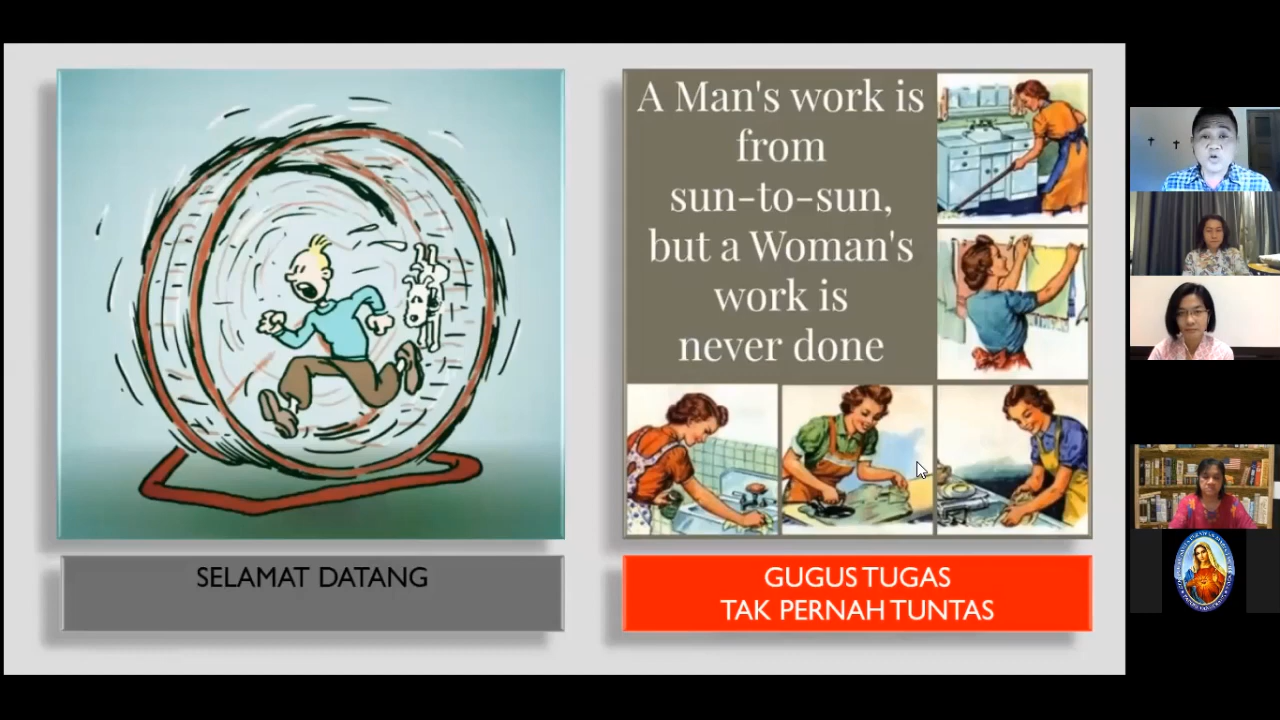 A Man's work is
from
sun-to-sun,
but a Woman's
work is
never done
SELAMAT DATANG
GUGUS TUGAS
TAK PERNAH TUNTAS